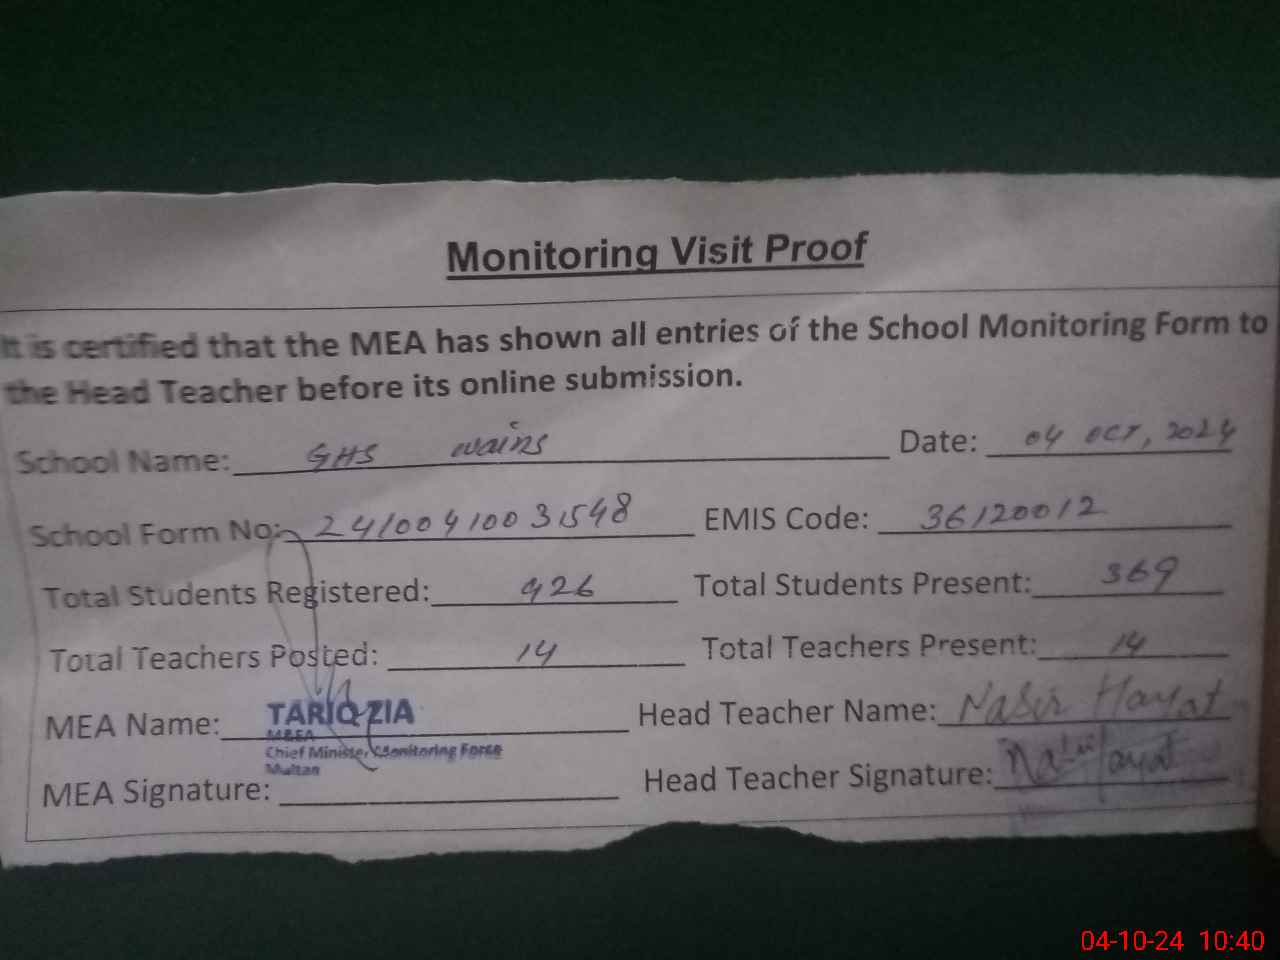 Monitoring Visit Proof
It is certified that the MEA has shown all entries of the School Monitoring Form to
the Head Teacher before its online submission.
School Name: GHS wains Date: 04 OCT, 2024
School Form No: 24100410031548 EMIS Code: 36120012
Total Students Registered: 426 Total Students Present: 369
Total Teachers Posted: 14 Total Teachers Present: 14
MEA Name: TARIQ ZIA Head Teacher Name: Nasir Hayat
M&EA
Chief Minister Monitoring Force
Multan
MEA Signature: Head Teacher Signature: Nasir Hayat
04-10-24 10:40